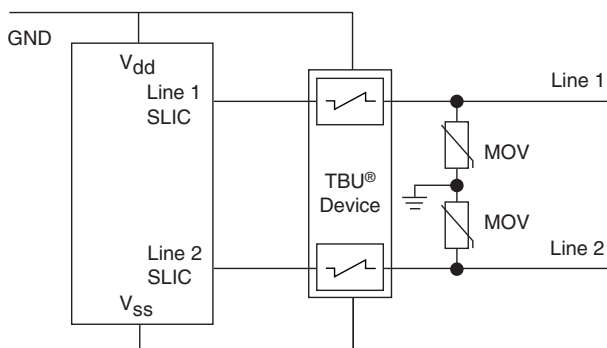 GND
Vdd
Line 1
SLIC
Line 1
MOV
TBU®
Device
MOV
Line 2
SLIC
Line 2
Vss